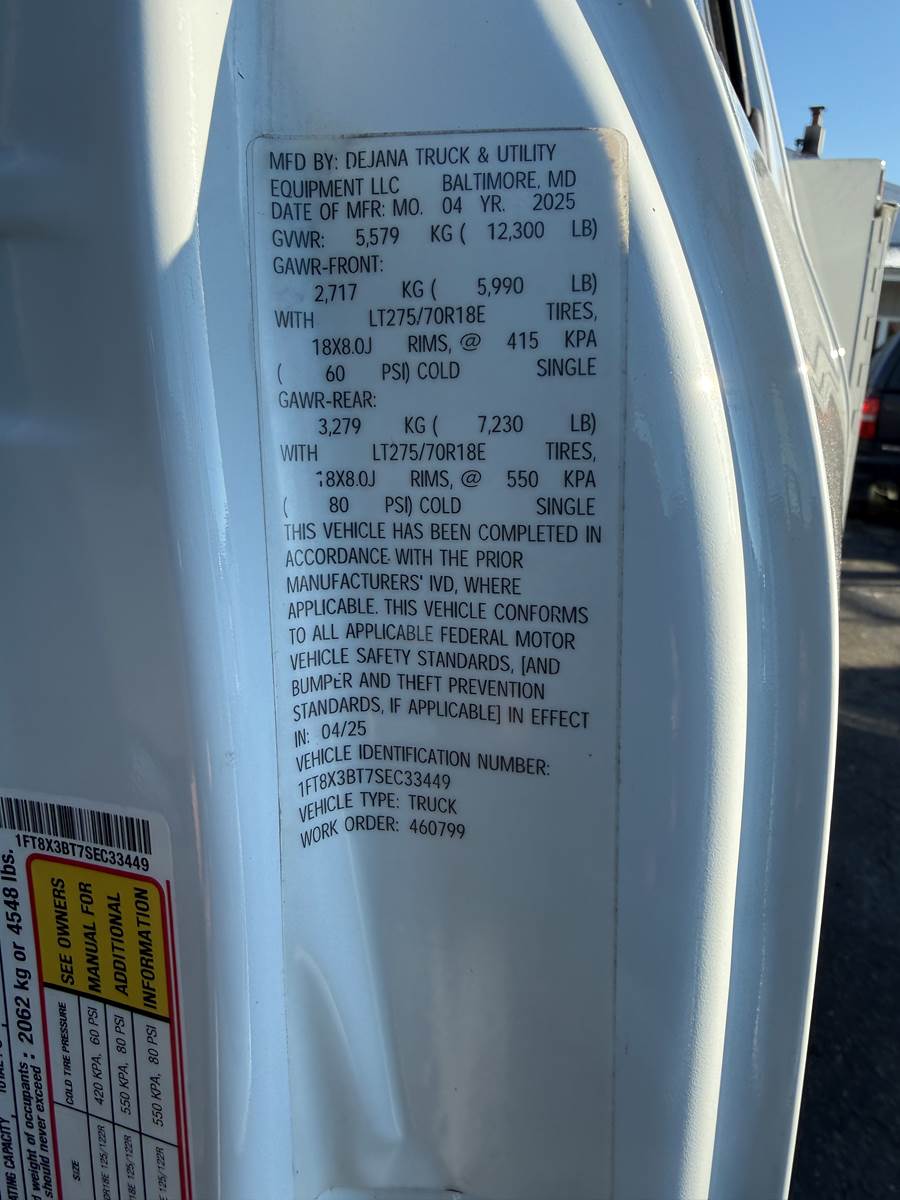 MFD BY: DEJANA TRUCK & UTILITY
EQUIPMENT LLC BALTIMORE, MD
DATE OF MFR: MO. 04 YR. 2025
GVWR: 5,579 KG ( 12,300 LB)
GAWR-FRONT:
2,717 KG ( 5,990 LB)
WITH LT275/70R18E TIRES,
18X8.0J RIMS, @ 415 KPA
( 60 PSI) COLD SINGLE
GAWR-REAR:
3,279 KG ( 7,230 LB)
WITH LT275/70R18E TIRES,
18X8.0J RIMS, @ 550 KPA
( 80 PSI) COLD SINGLE
THIS VEHICLE HAS BEEN COMPLETED IN
ACCORDANCE WITH THE PRIOR
MANUFACTURERS' IVD, WHERE
APPLICABLE. THIS VEHICLE CONFORMS
TO ALL APPLICABLE FEDERAL MOTOR
VEHICLE SAFETY STANDARDS, [AND
BUMPER AND THEFT PREVENTION
STANDARDS, IF APPLICABLE] IN EFFECT
IN: 04/25
VEHICLE IDENTIFICATION NUMBER:
1FT8X3BT7SEC33449
VEHICLE TYPE: TRUCK
WORK ORDER: 460799
1FT8X3BT7SEC33449
SEE OWNERS
MANUAL FOR
ADDITIONAL
INFORMATION
CAPACITY
weight of occupants : 2062 kg or 4548 lbs.
should never exceed :
SIZE COLD TIRE PRESSURE
125/122R 420 KPA, 60 PSI
125/122R 550 KPA, 80 PSI
125/122R 550 KPA, 80 PSI